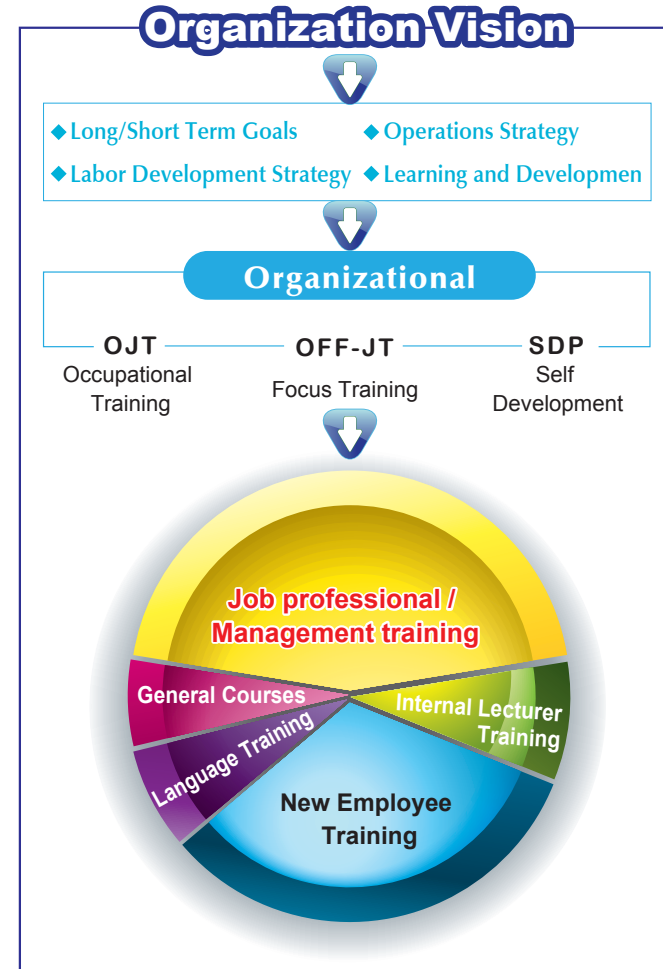 Organization Vision
◆Long/Short Term Goals ◆Operations Strategy
◆Labor Development Strategy ◆Learning and Developmen
Organizational
OJT
Occupational
Training
OFF-JT
Focus Training
SDP
Self
Development
Job professional /
Management training
General Courses
Internal Lecturer
Training
Language Training
New Employee
Training